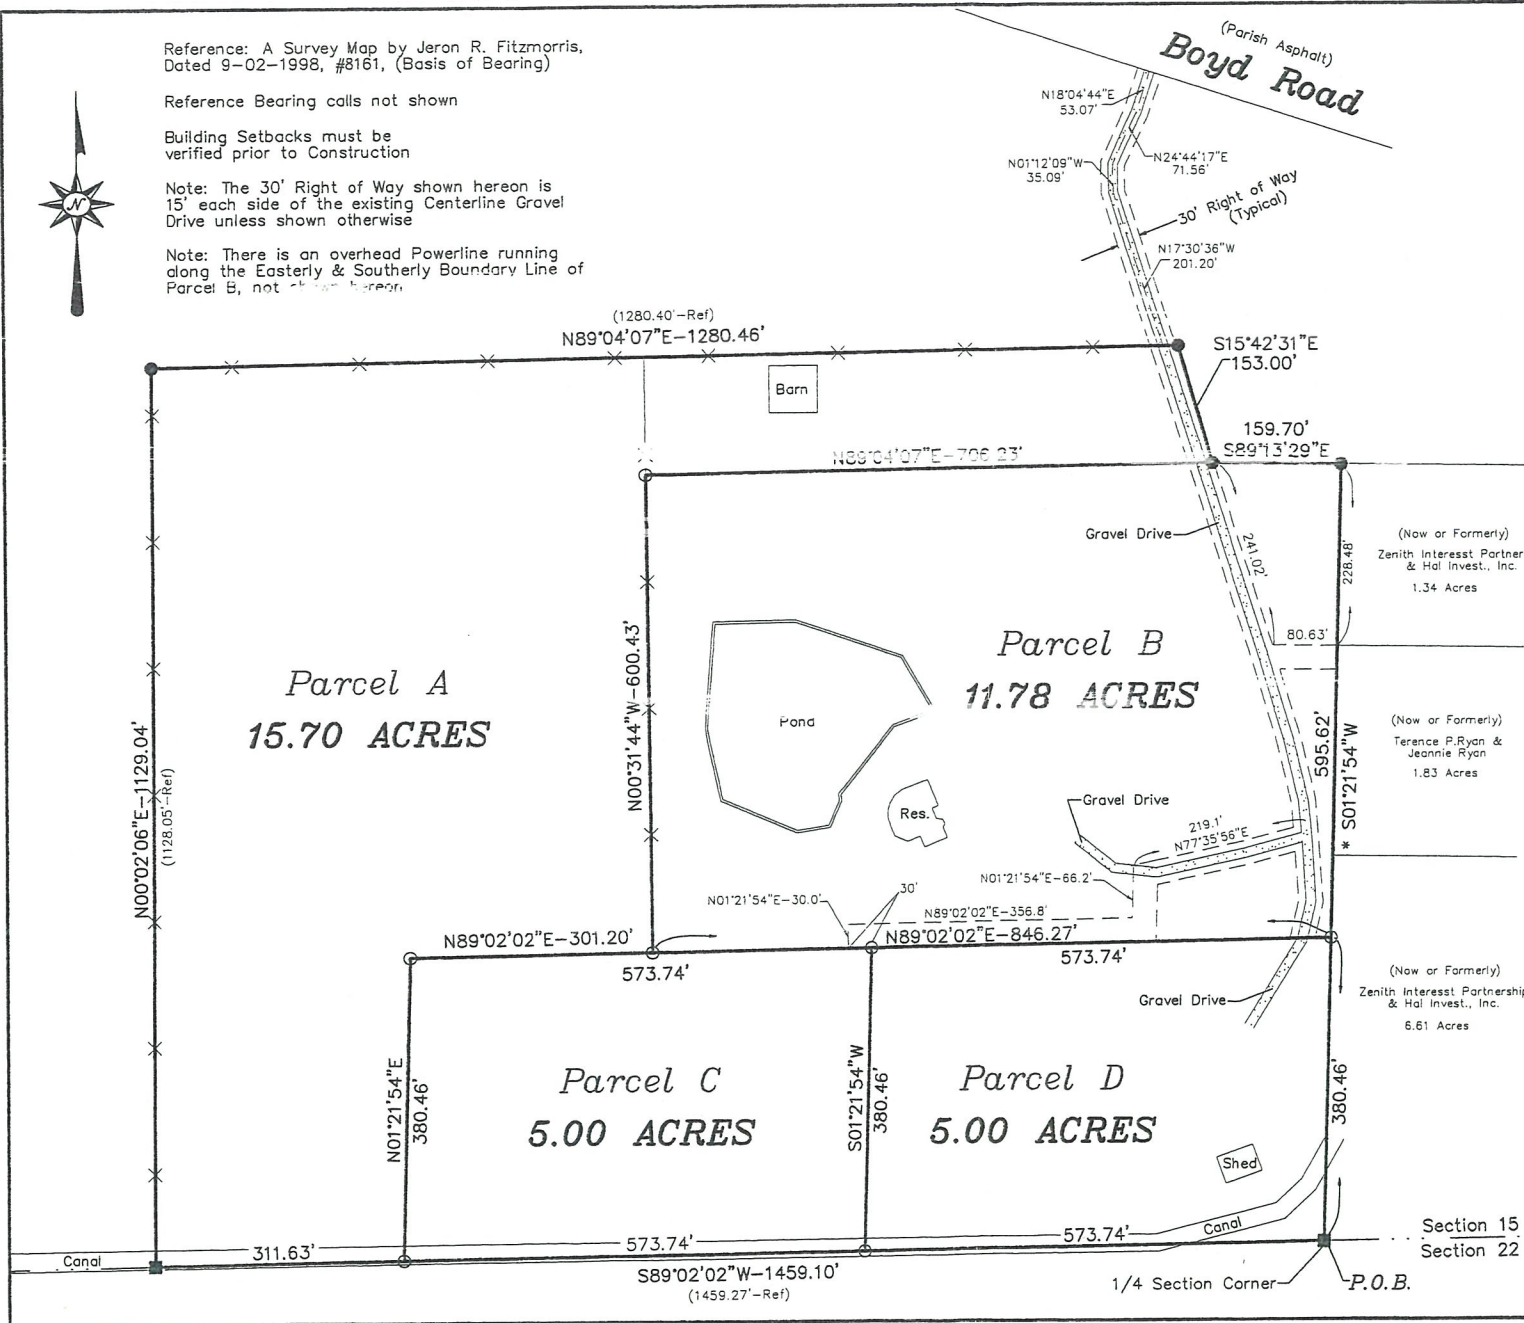 Reference: A Survey Map by Jeron R. Fitzmorris,
Dated 9-02-1998, #8161, (Basis of Bearing)
Reference Bearing calls not shown
Building Setbacks must be
verified prior to Construction
Note: The 30' Right of Way shown hereon is
15' each side of the existing Centerline Gravel
Drive unless shown otherwise
Note: There is an overhead Powerline running
along the Easterly & Southerly Boundary Line of
Parcel B, not shown hereon
N
(Parish Asphalt)
Boyd Road
N18°04'44"E
53.07'
N24°44'17"E
71.56'
N01°12'09"W
35.09'
30' Right of Way
(Typical)
N17°30'36"W
201.20'
(1280.40'-Ref)
N89°04'07"E-1280.46'
S15°42'31"E
153.00'
Barn
159.70'
S89°13'29"E
N89°04'07"E-706.23'
Gravel Drive
241.02'
228.48'
(Now or Formerly)
Zenith Interesst Partner
& Hal Invest., Inc.
1.34 Acres
80.63'
Parcel A
15.70 ACRES
N00°31'44"W-600.43'
Parcel B
11.78 ACRES
Pond
Res.
595.62'
* S01°21'54"W
(Now or Formerly)
Terence P.Ryan &
Jeannie Ryan
1.83 Acres
N00°02'06"E-1129.04'
(1128.05'-Ref)
Gravel Drive
219.1'
N77°35'56"E
N01°21'54"E-66.2'
N01°21'54"E-30.0'
30'
N89°02'02"E-356.8'
N89°02'02"E-301.20'
N89°02'02"E-846.27'
573.74'
573.74'
Gravel Drive
(Now or Formerly)
Zenith Interesst Partnership
& Hal Invest., Inc.
6.61 Acres
N01°21'54"E
380.46'
Parcel C
5.00 ACRES
S01°21'54"W
380.46'
Parcel D
5.00 ACRES
380.46'
Shed
Canal
Canal
311.63'
573.74'
573.74'
S89°02'02"W-1459.10'
(1459.27'-Ref)
Section 15
Section 22
1/4 Section Corner
P.O.B.